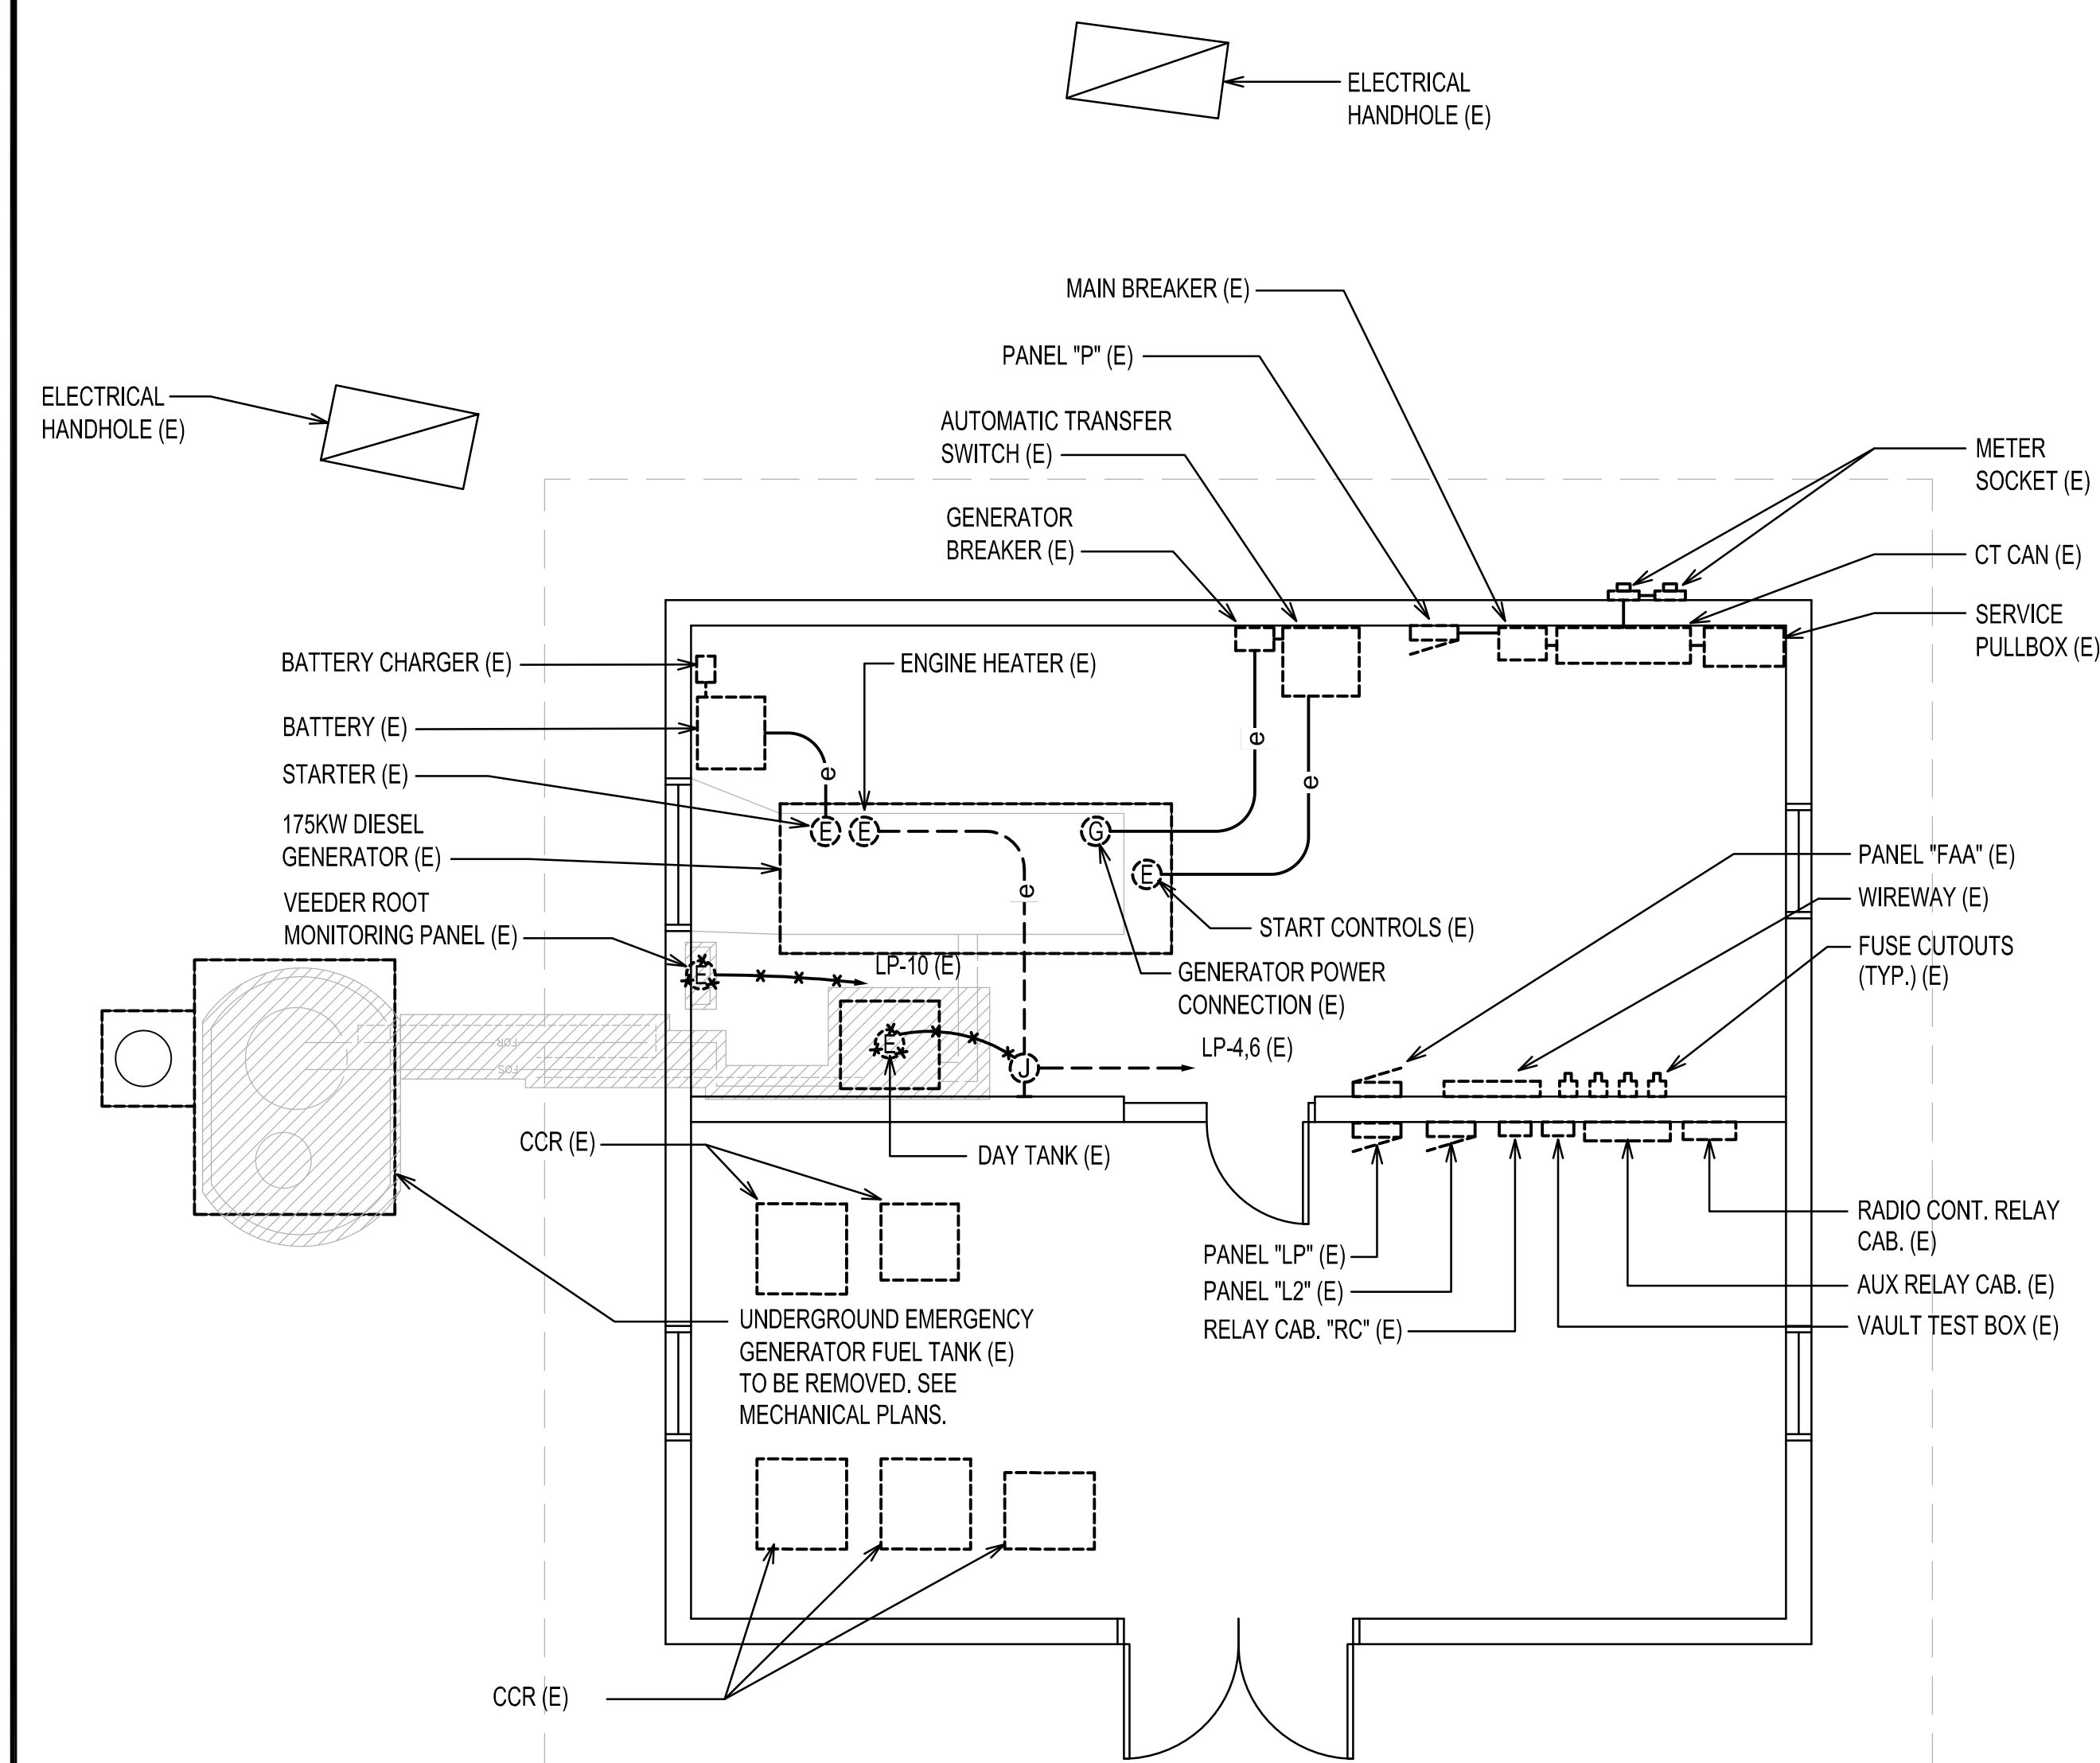 ELECTRICAL
HANDHOLE (E)
MAIN BREAKER (E)
PANEL "P" (E)
ELECTRICAL
HANDHOLE (E)
AUTOMATIC TRANSFER
SWITCH (E)
METER
SOCKET (E)
GENERATOR
BREAKER (E)
CT CAN (E)
SERVICE
PULLBOX (E)
BATTERY CHARGER (E)
ENGINE HEATER (E)
BATTERY (E)
e
STARTER (E)
e
e
175KW DIESEL
GENERATOR (E)
E
E
G
E
e
PANEL "FAA" (E)
WIREWAY (E)
VEEDER ROOT
MONITORING PANEL (E)
START CONTROLS (E)
FUSE CUTOUTS
(TYP.) (E)
E
LP-10 (E)
GENERATOR POWER
CONNECTION (E)
FOR
FOS
E
J
LP-4,6 (E)
CCR (E)
DAY TANK (E)
RADIO CONT. RELAY
CAB. (E)
PANEL "LP" (E)
PANEL "L2" (E)
RELAY CAB. "RC" (E)
AUX RELAY CAB. (E)
VAULT TEST BOX (E)
UNDERGROUND EMERGENCY
GENERATOR FUEL TANK (E)
TO BE REMOVED. SEE
MECHANICAL PLANS.
CCR (E)